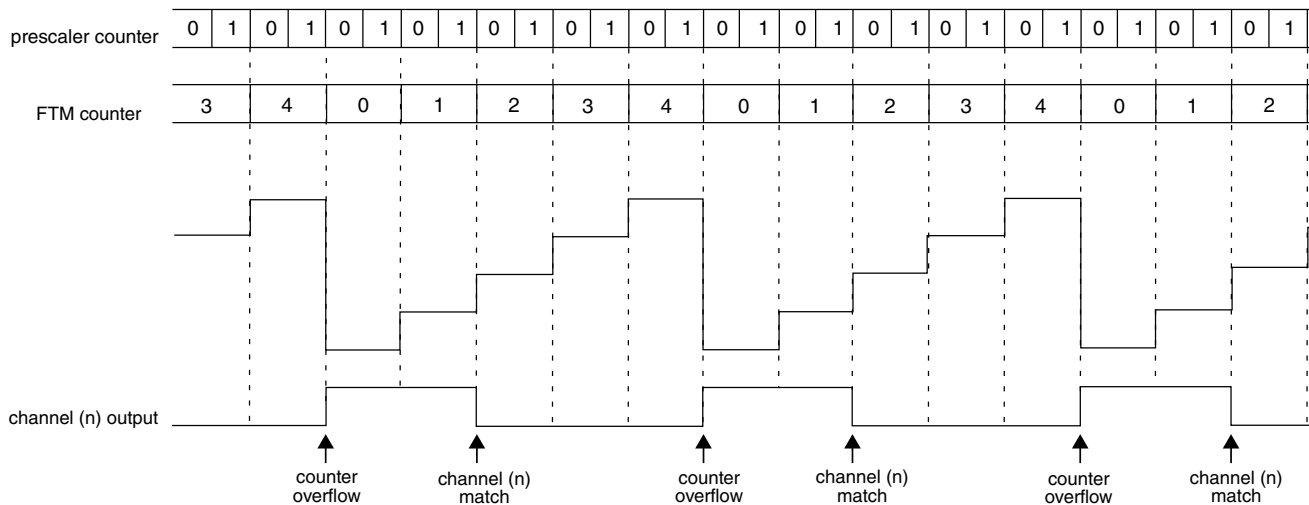 prescaler counter 0 1 0 1 0 1 0 1 0 1 0 1 0 1 0 1 0 1 0 1 0 1 0 1 0 1 0 1 0 1
FTM counter 3 4 0 1 2 3 4 0 1 2 3 4 0 1 2
channel (n) output
counter overflow
channel (n) match
counter overflow
channel (n) match
counter overflow
channel (n) match